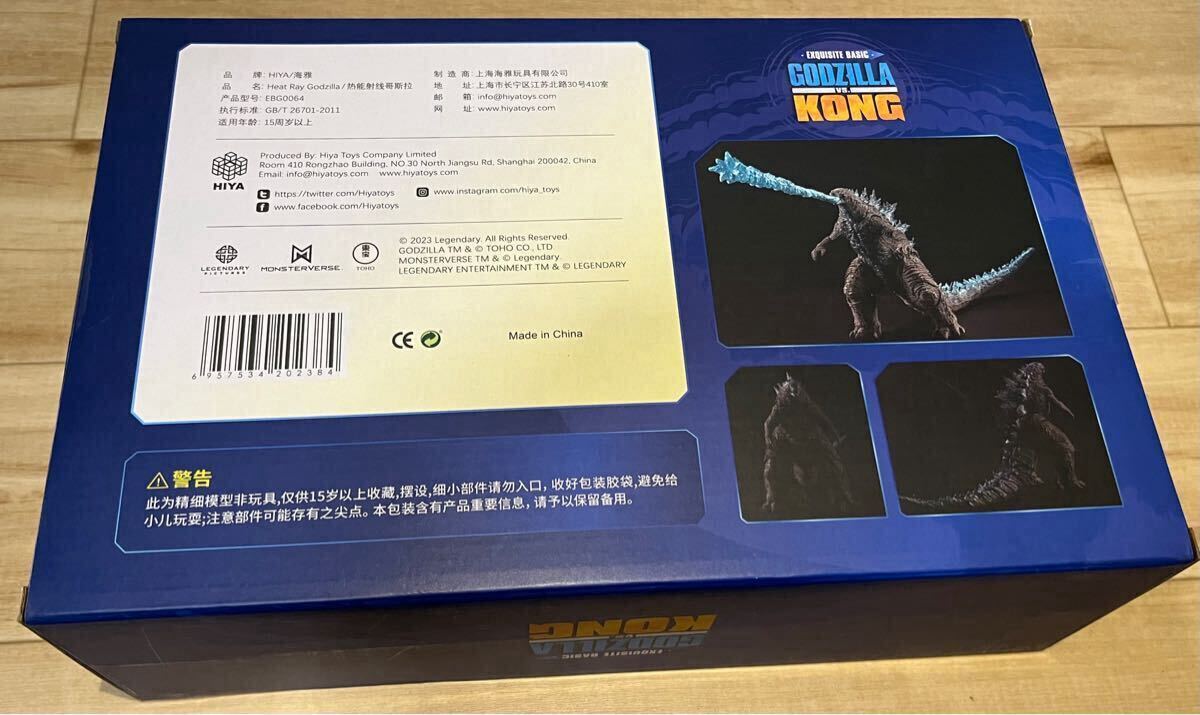 品 牌: HIYA/海雅
品 名: Heat Ray Godzilla/热能射线哥斯拉
产品型号: EBG0064
执行标准: GB/T 26701-2011
适用年龄: 15周岁以上
制 造 商: 上海海雅玩具有限公司
地 址: 上海市长宁区江苏北路30号410室
邮 箱: info@hiyatoys.com
网 址: www.hiyatoys.com
HIYA
Produced By: Hiya Toys Company Limited
Room 410 Rongzhao Building, NO.30 North Jiangsu Rd, Shanghai 200042, China
Email: info@hiyatoys.com www.hiyatoys.com
https://twitter.com/Hiyatoys
www.instagram.com/hiya_toys
www.facebook.com/Hiyatoys
LEGENDARY
PICTURES
MONSTERVERSE
東宝
TOHO
© 2023 Legendary. All Rights Reserved.
GODZILLA TM & © TOHO CO., LTD
MONSTERVERSE TM & © Legendary.
LEGENDARY ENTERTAINMENT TM & © LEGENDARY
6 957534 202384
CE
Made in China
· EXQUISITE BASIC ·
GODZILLA
VS.
KONG
警告
此为精细模型非玩具,仅供15岁以上收藏,摆设,细小部件请勿入口，收好包装胶袋,避免给
小儿玩耍;注意部件可能存有之尖点。本包装含有产品重要信息，请予以保留备用。
· EXQUISITE BASIC ·
GODZILLA
VS.
KONG